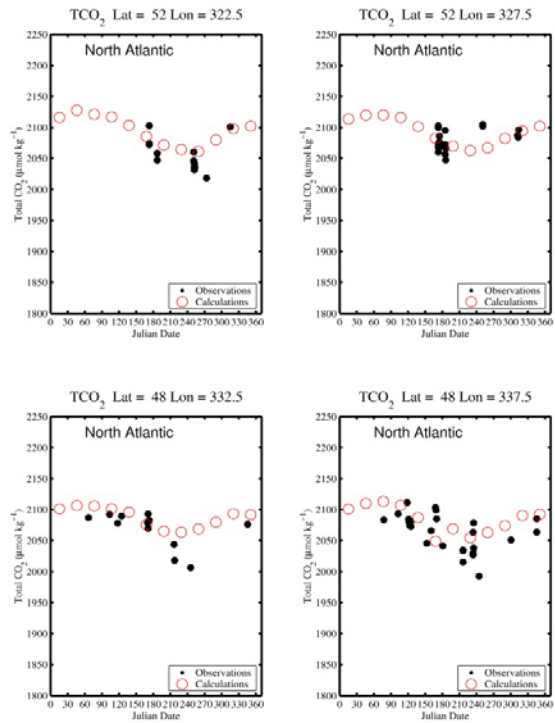 TCO2 Lat = 52 Lon = 322.5
North Atlantic
Total CO2 (μmol kg−1)
2250
2200
2150
2100
2050
2000
1950
1900
1850
1800
0 30 60 90 120 150 180 210 240 270 300 330 360
Julian Date
Observations
Calculations
TCO2 Lat = 52 Lon = 327.5
North Atlantic
Total CO2 (μmol kg−1)
2250
2200
2150
2100
2050
2000
1950
1900
1850
1800
0 30 60 90 120 150 180 210 240 270 300 330 360
Julian Date
Observations
Calculations
TCO2 Lat = 48 Lon = 332.5
North Atlantic
Total CO2 (μmol kg−1)
2250
2200
2150
2100
2050
2000
1950
1900
1850
1800
0 30 60 90 120 150 180 210 240 270 300 330 360
Julian Date
Observations
Calculations
TCO2 Lat = 48 Lon = 337.5
North Atlantic
Total CO2 (μmol kg−1)
2250
2200
2150
2100
2050
2000
1950
1900
1850
1800
0 30 60 90 120 150 180 210 240 270 300 330 360
Julian Date
Observations
Calculations